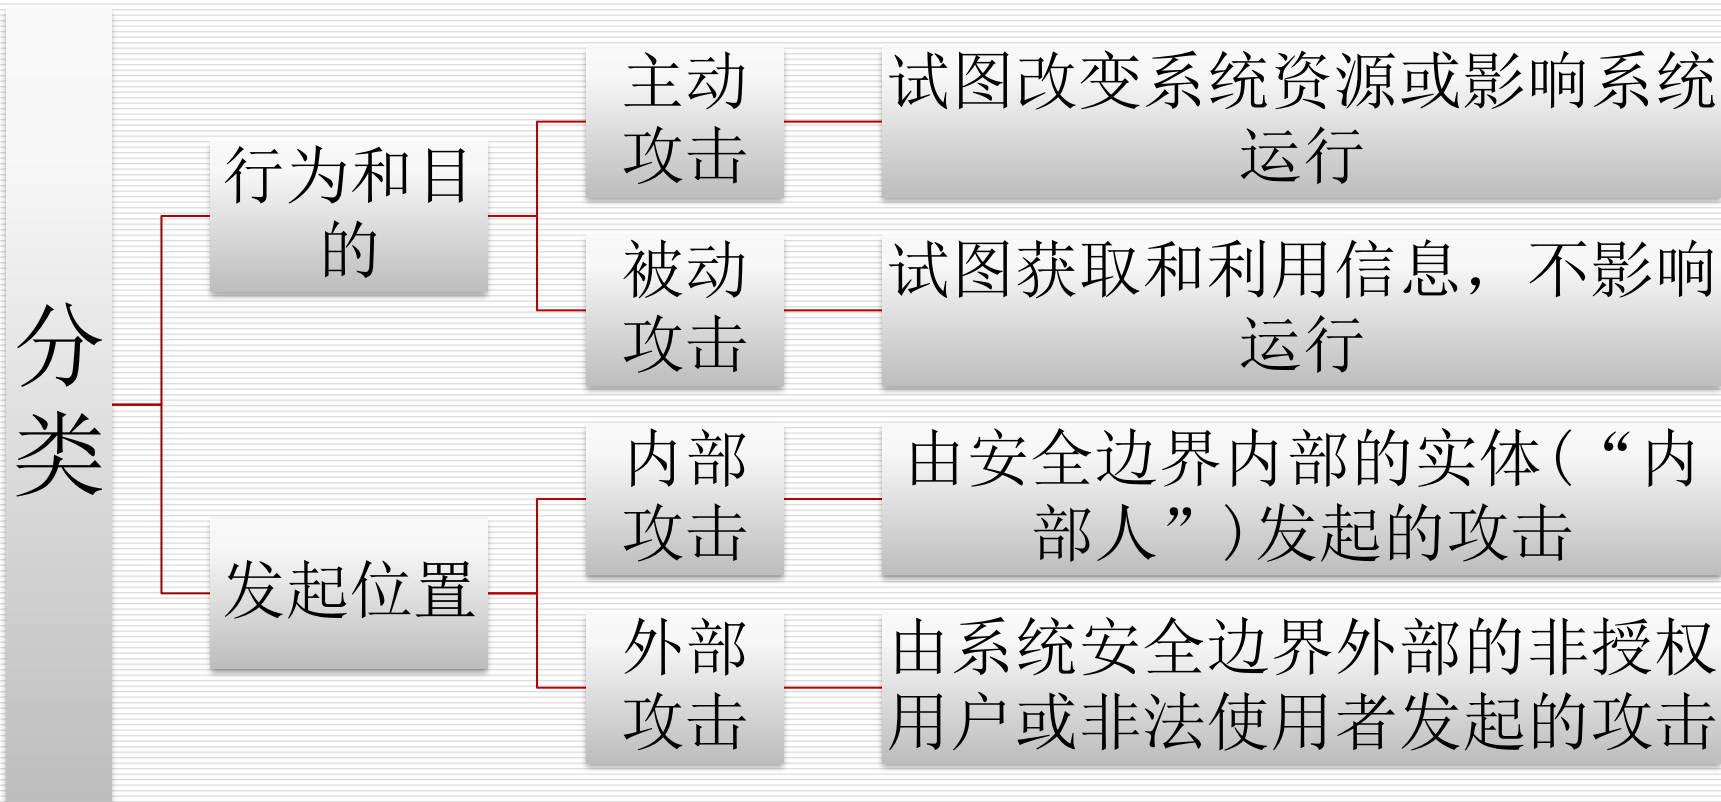 分
类
行为和目
的
主动
攻击
试图改变系统资源或影响系统
运行
被动
攻击
试图获取和利用信息，不影响
运行
发起位置
内部
攻击
由安全边界内部的实体(“内
部人”)发起的攻击
外部
攻击
由系统安全边界外部的非授权
用户或非法使用者发起的攻击